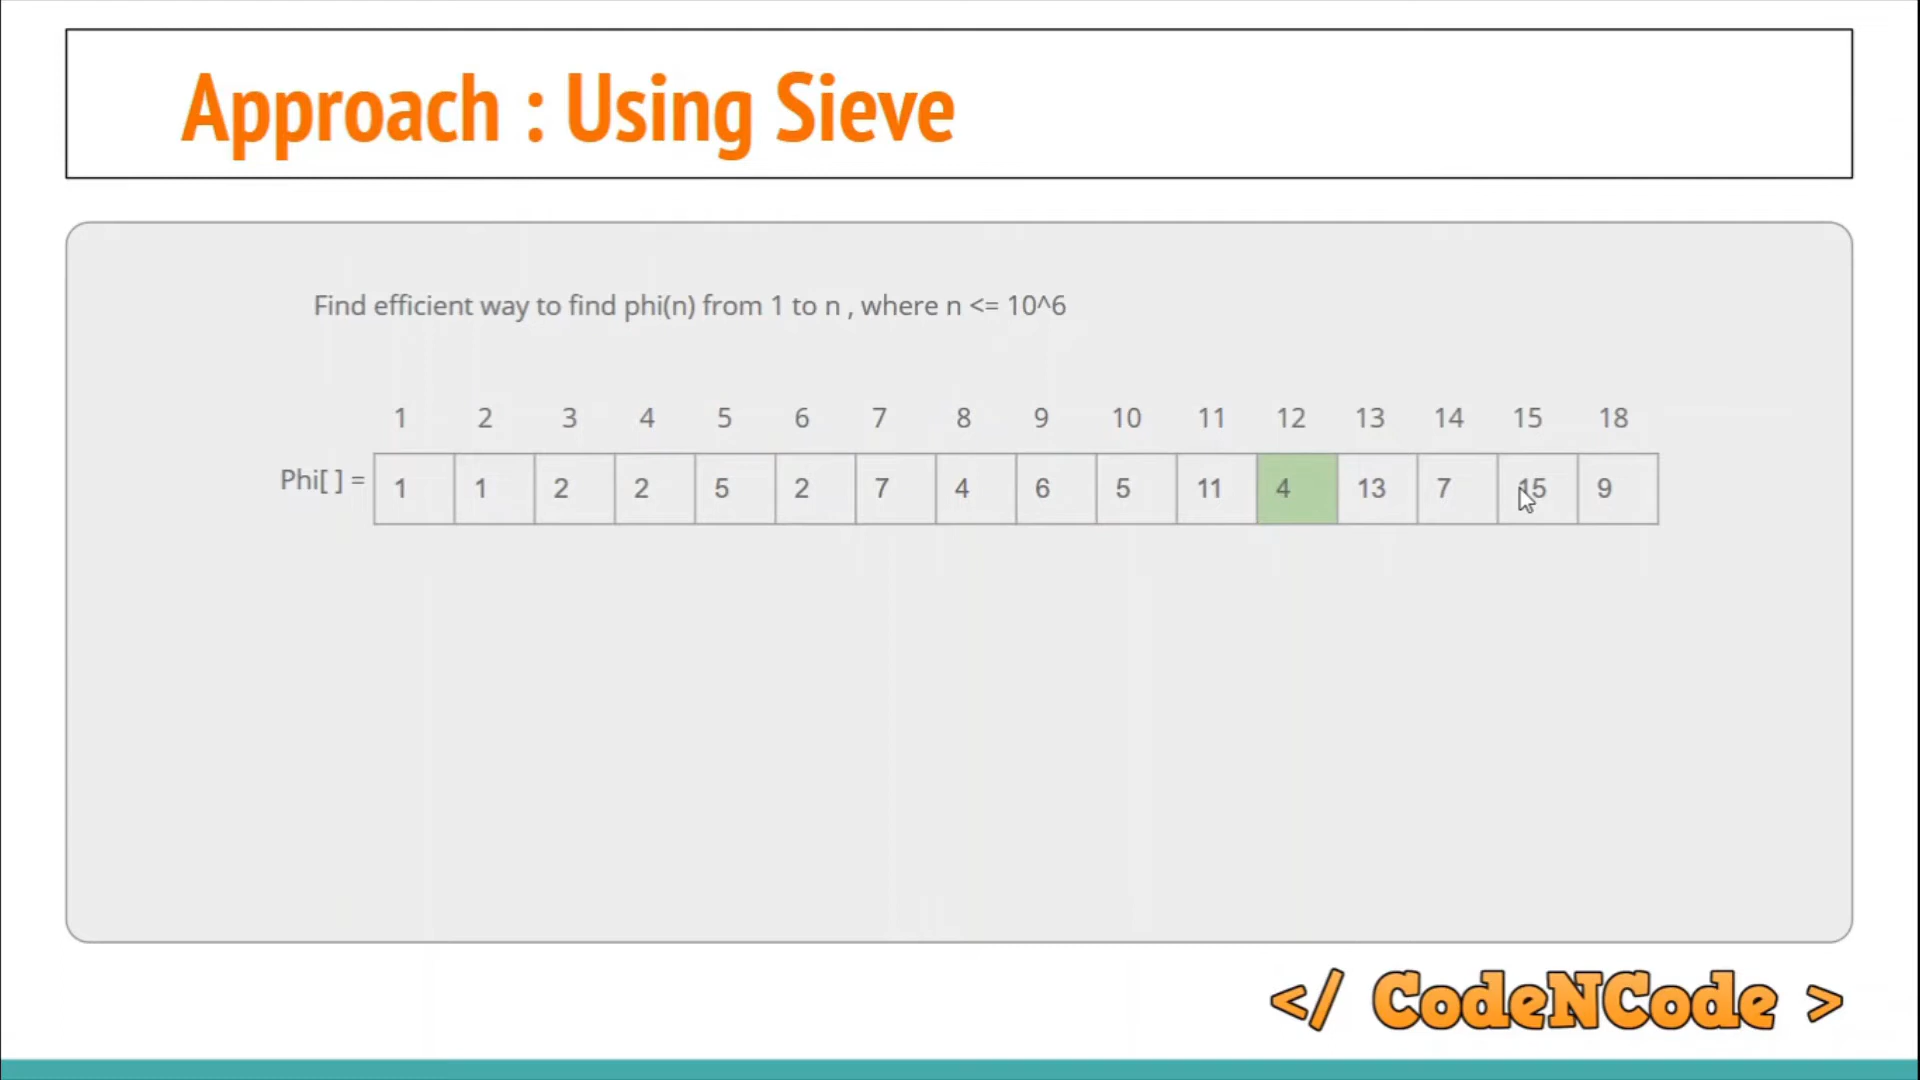 Approach : Using Sieve
Find efficient way to find phi(n) from 1 to n , where n <= 10^6
1 2 3 4 5 6 7 8 9 10 11 12 13 14 15 18
Phi[ ] = 1 1 2 2 5 2 7 4 6 5 11 4 13 7 15 9
</ CodeNCode >